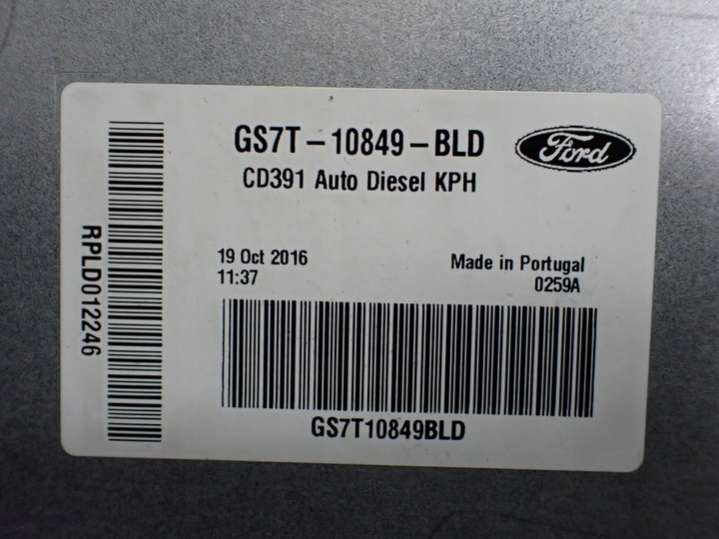 GS7T-10849-BLD
Ford
CD391 Auto Diesel KPH
19 Oct 2016
11:37
Made in Portugal
0259A
RPLD012246
GS7T10849BLD